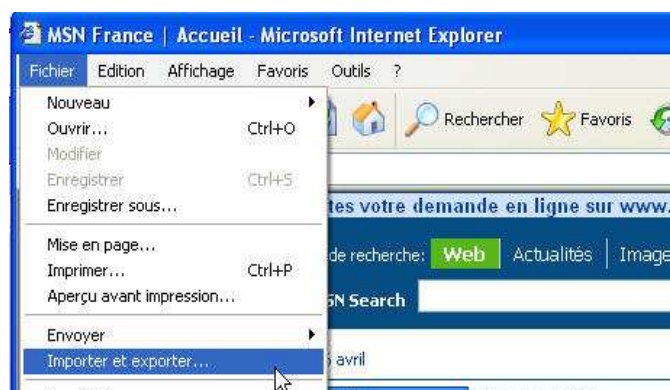 MSN France | Accueil - Microsoft Internet Explorer
Fichier Edition Affichage Favoris Outils ?
Nouveau
Ouvrir... Ctrl+O
Modifier
Enregistrer Ctrl+S
Enregistrer sous...
Mise en page...
Imprimer... Ctrl+P
Aperçu avant impression...
Envoyer
Importer et exporter...
Rechercher Favoris
tes votre demande en ligne sur www.
de recherche: Web Actualités Image
SN Search
avril